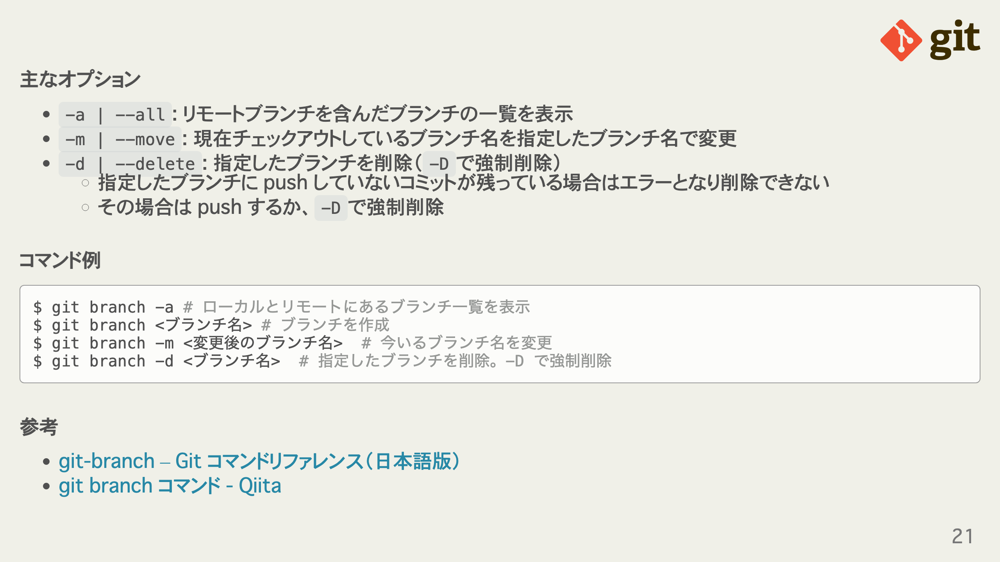 git
主なオプション
-a | --all : リモートブランチを含んだブランチの一覧を表示
-m | --move : 現在チェックアウトしているブランチ名を指定したブランチ名で変更
-d | --delete : 指定したブランチを削除（ -D で強制削除）
指定したブランチに push していないコミットが残っている場合はエラーとなり削除できない
その場合は push するか、 -D で強制削除
コマンド例
$ git branch -a # ローカルとリモートにあるブランチ一覧を表示
$ git branch <ブランチ名> # ブランチを作成
$ git branch -m <変更後のブランチ名>  # 今いるブランチ名を変更
$ git branch -d <ブランチ名>  # 指定したブランチを削除。-D で強制削除
参考
git-branch – Git コマンドリファレンス（日本語版）
git branch コマンド - Qiita
21